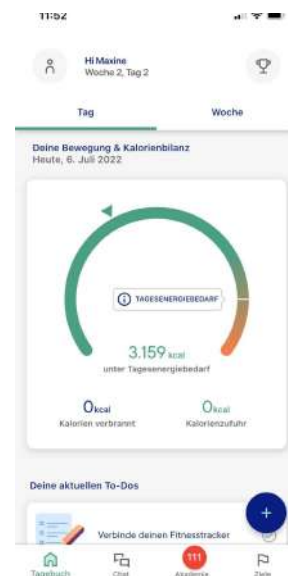 11:52
Hi Maxine
Woche 2, Tag 2
Tag
Woche
Deine Bewegung & Kalorienbilanz
Heute, 6. Juli 2022
TAGESENERGIEBEDARF
3.159 kcal
unter Tagesenergiebedarf
0 kcal
Kalorien verbrannt
0 kcal
Kalorienzufuhr
Deine aktuellen To-Dos
Verbinde deinen Fitnesstracker
Tagebuch
Chat
111
Akademie
Ziele